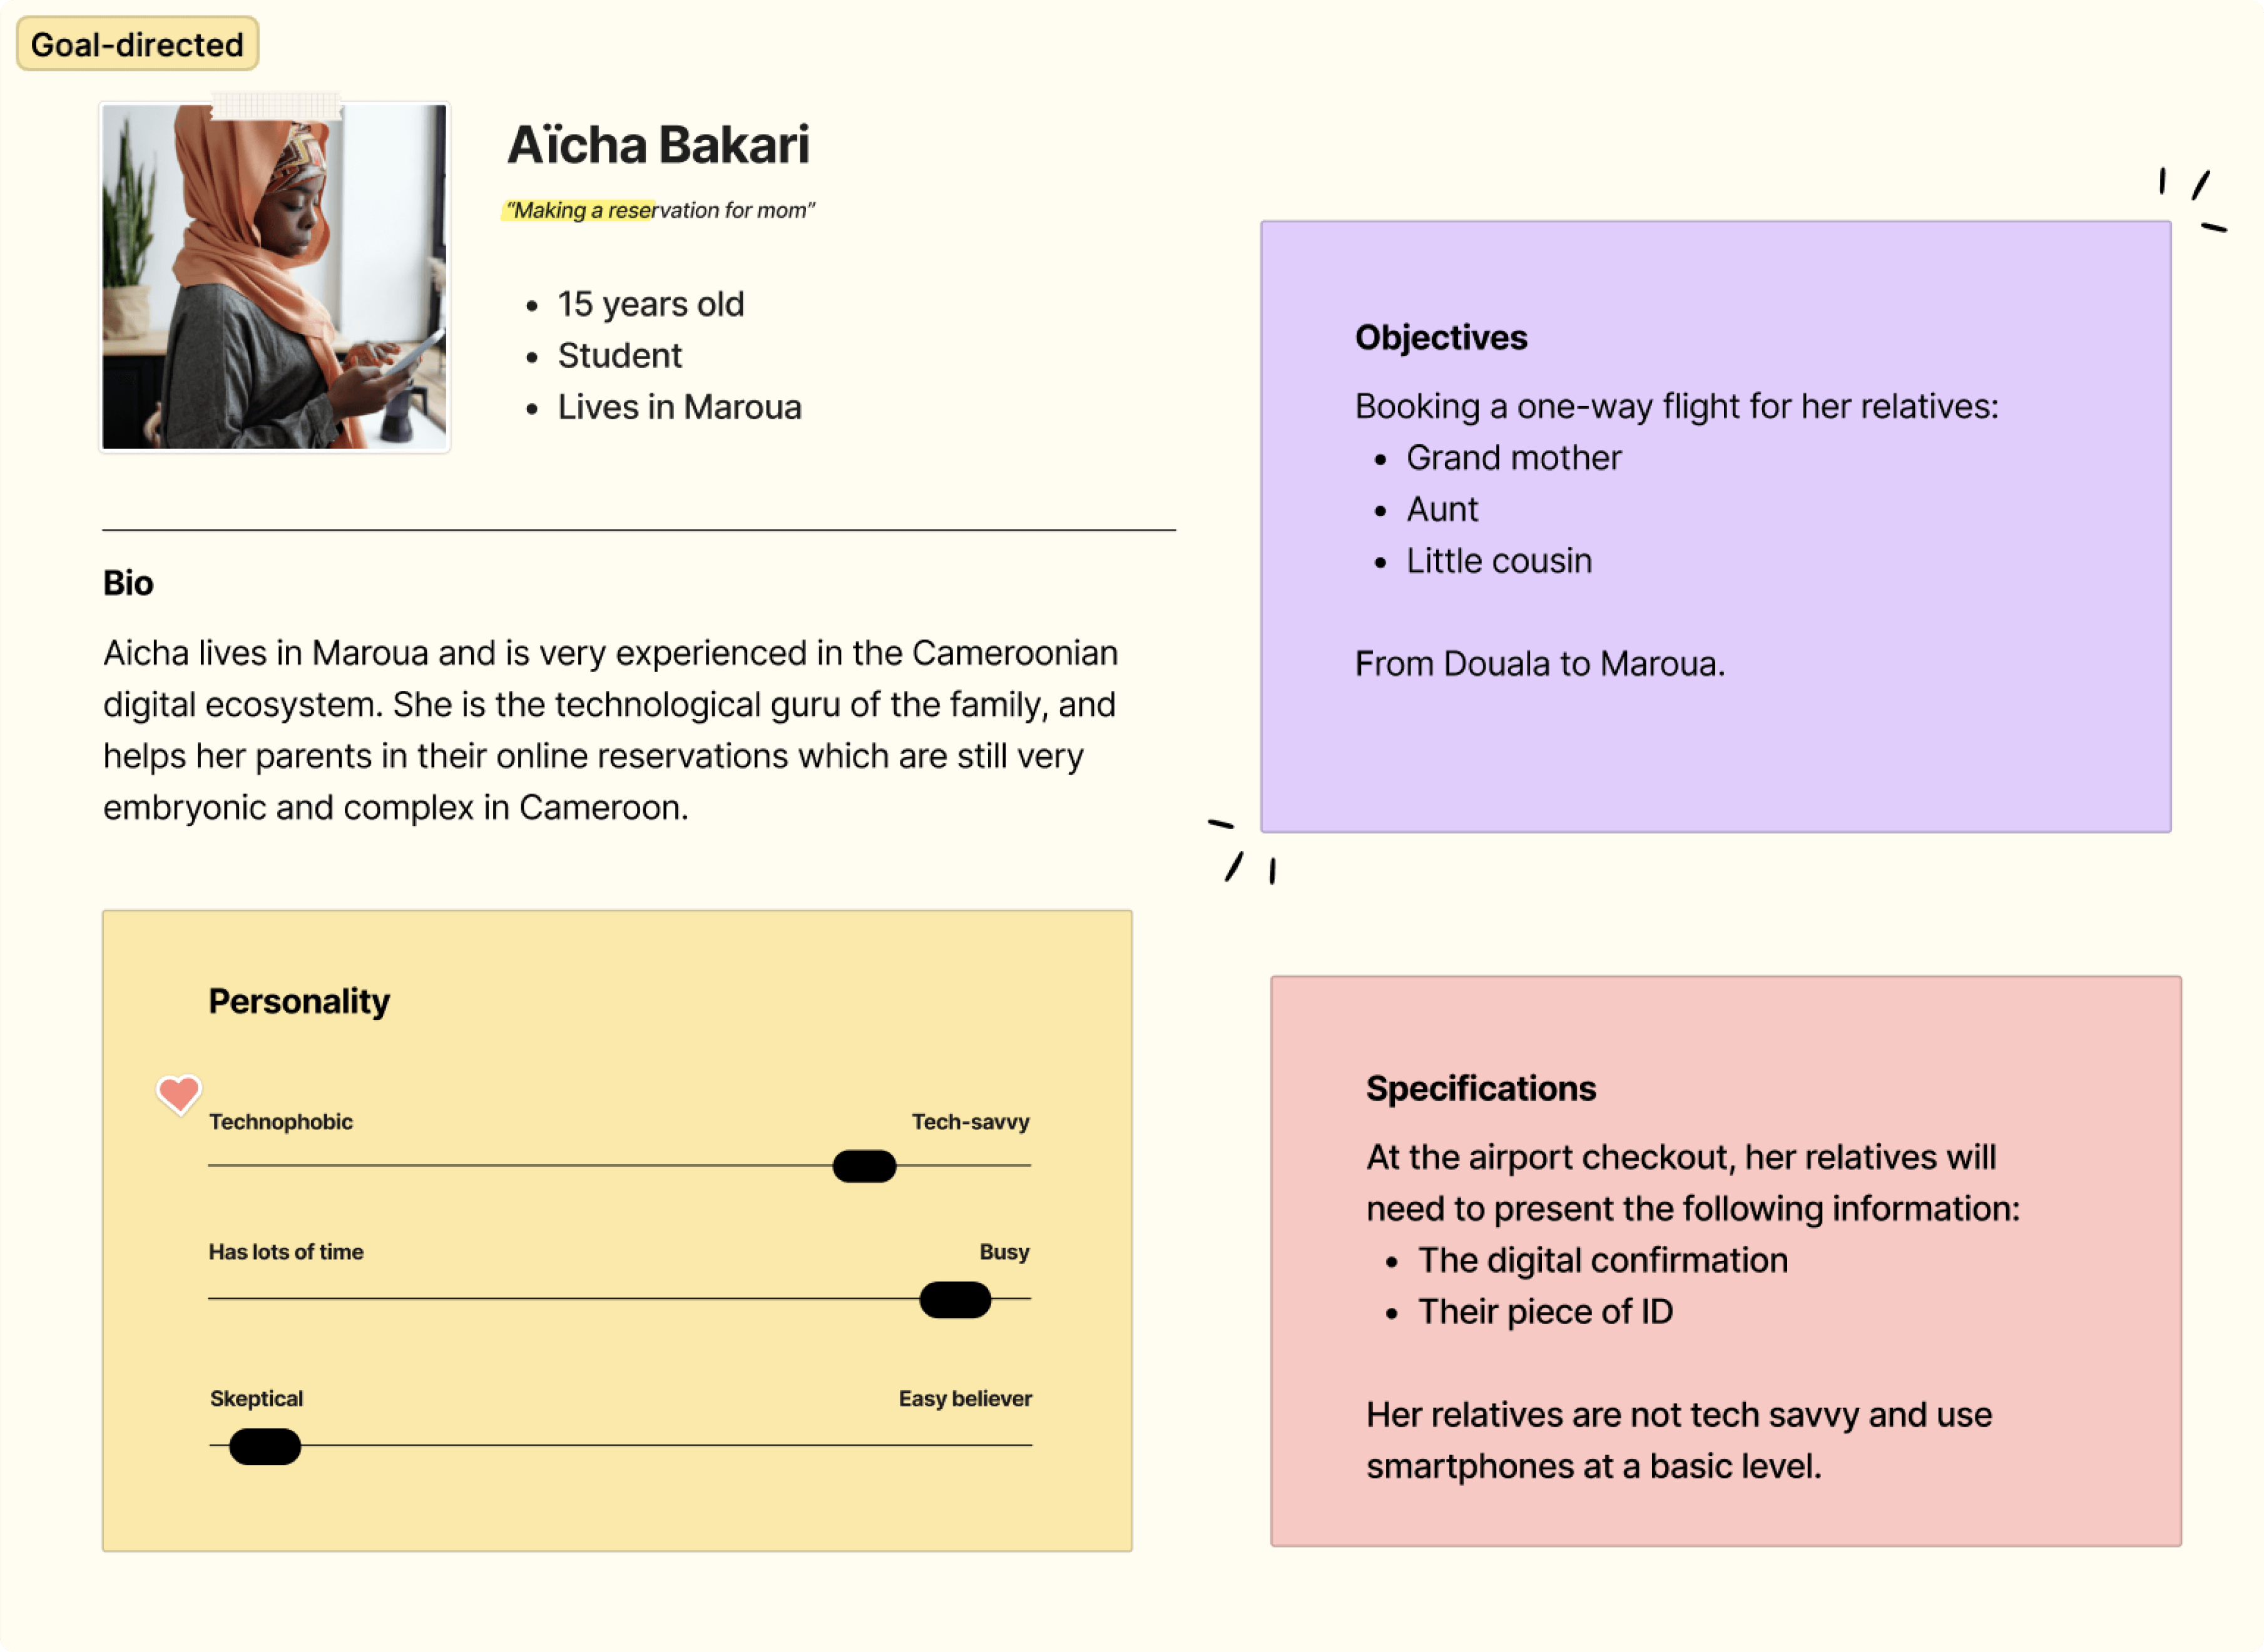 Goal-directed
Aïcha Bakari
“Making a reservation for mom”
• 15 years old
• Student
• Lives in Maroua
Bio
Aicha lives in Maroua and is very experienced in the Cameroonian
digital ecosystem. She is the technological guru of the family, and
helps her parents in their online reservations which are still very
embryonic and complex in Cameroon.
Personality
Technophobic Tech-savvy
Has lots of time Busy
Skeptical Easy believer
Objectives
Booking a one-way flight for her relatives:
• Grand mother
• Aunt
• Little cousin
From Douala to Maroua.
Specifications
At the airport checkout, her relatives will
need to present the following information:
• The digital confirmation
• Their piece of ID
Her relatives are not tech savvy and use
smartphones at a basic level.